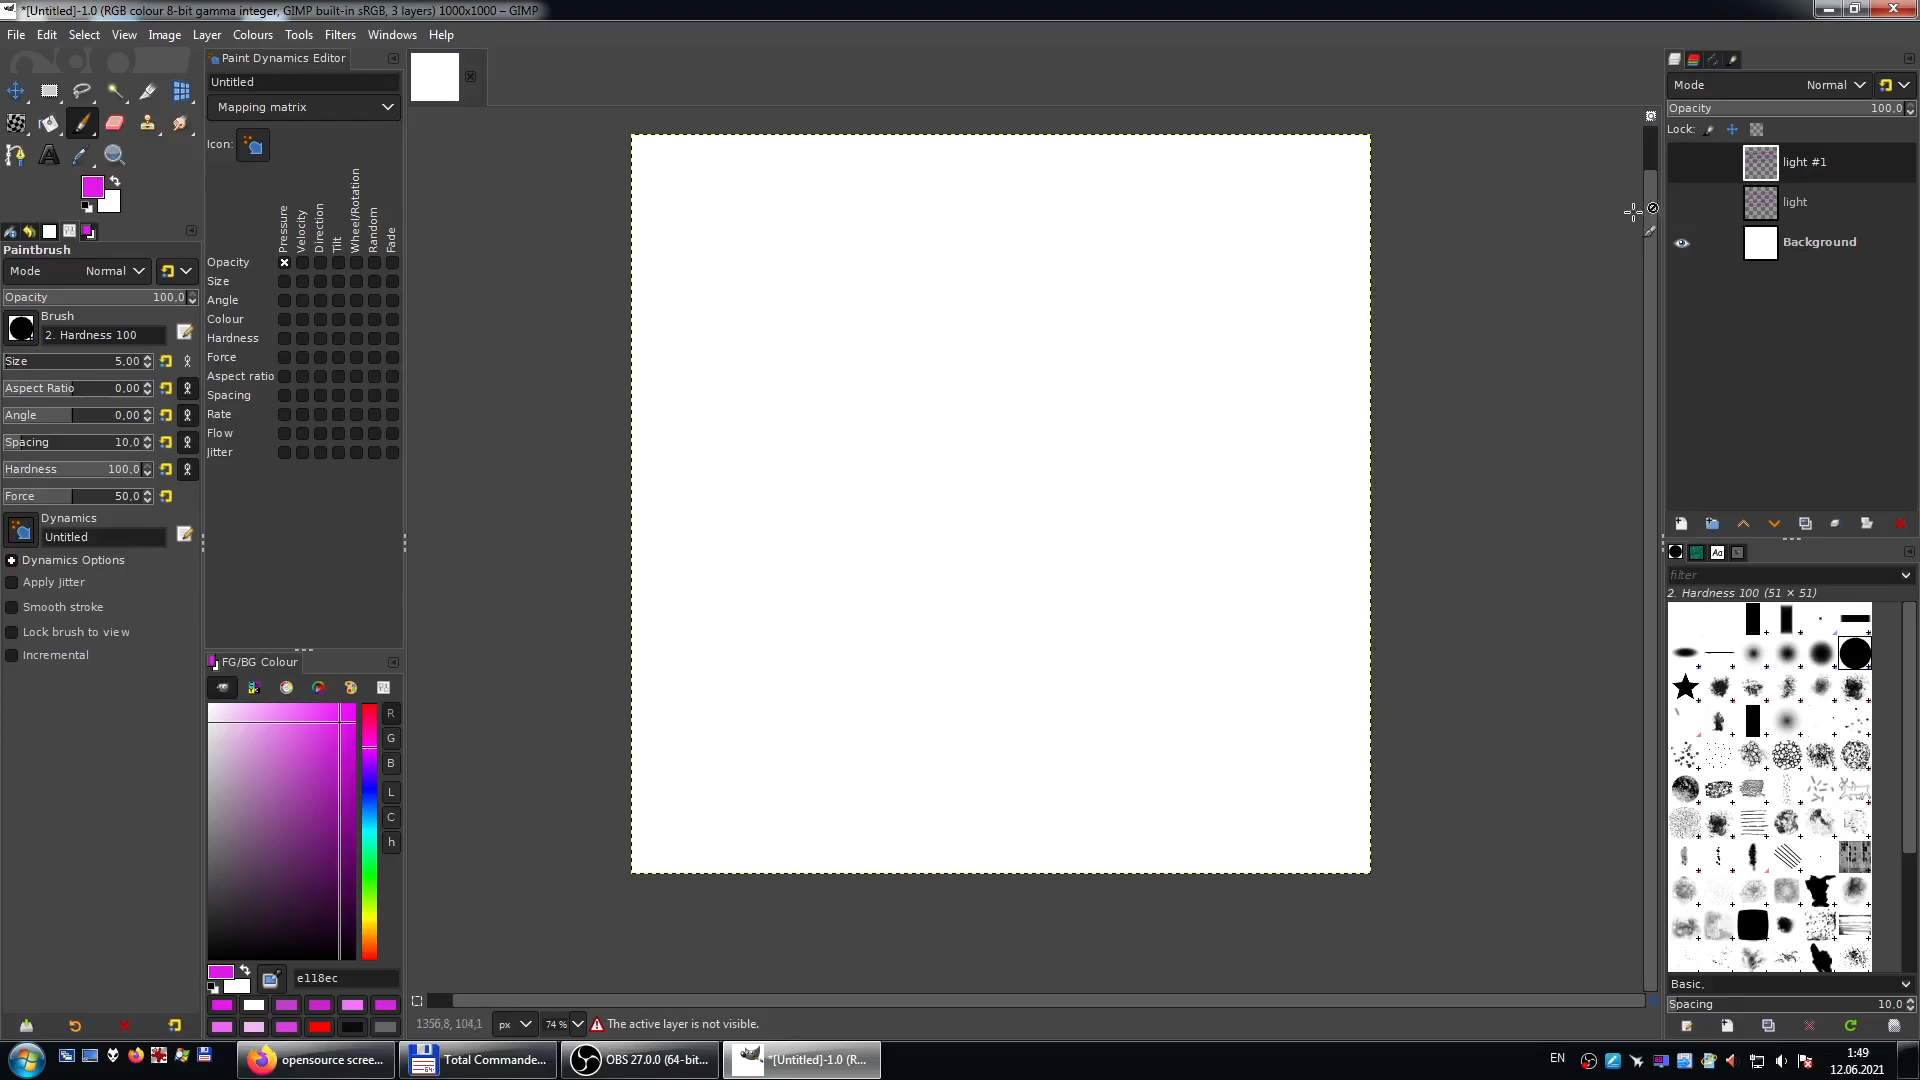 *[Untitled]-1.0 (RGB colour 8-bit gamma integer, GIMP built-in sRGB, 3 layers) 1000x1000 – GIMP
File Edit Select View Image Layer Colours Tools Filters Windows Help
Paint Dynamics Editor
Untitled
Mapping matrix
Icon:
Pressure
Velocity
Direction
Tilt
Wheel/Rotation
Random
Fade
Opacity
Size
Angle
Colour
Hardness
Force
Aspect ratio
Spacing
Rate
Flow
Jitter
Paintbrush
Mode Normal
Opacity 100,0
Brush
2. Hardness 100
Size 5,00
Aspect Ratio 0,00
Angle 0,00
Spacing 10,0
Hardness 100,0
Force 50,0
Dynamics
Untitled
Dynamics Options
Apply Jitter
Smooth stroke
Lock brush to view
Incremental
FG/BG Colour
R
G
B
L
C
h
e118ec
1356,8, 104,1 px 74 % The active layer is not visible.
Mode Normal
Opacity 100,0
Lock:
light #1
light
Background
Aa
filter
2. Hardness 100 (51 × 51)
Basic,
Spacing 10,0
opensource scree...
Total Commande...
OBS 27.0.0 (64-bit...
*[Untitled]-1.0 (R...
EN
1:49
12.06.2021